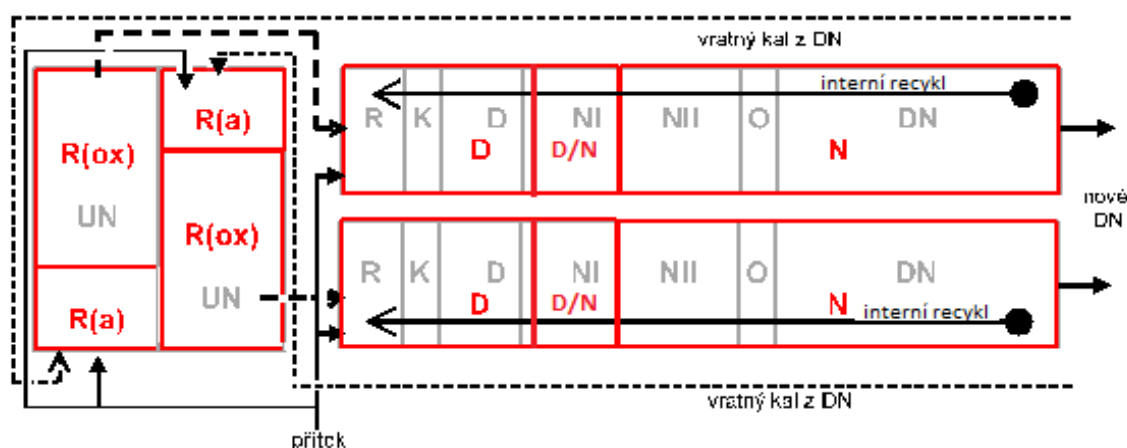 vratný kal z DN
interní recykl
R(a)
R K D NI NII O DN
R(ox)
D D/N N
UN
nové
DN
R(ox)
R K D NI NII O DN
UN
D D/N N
R(a)
interní recykl
vratný kal z DN
přítok